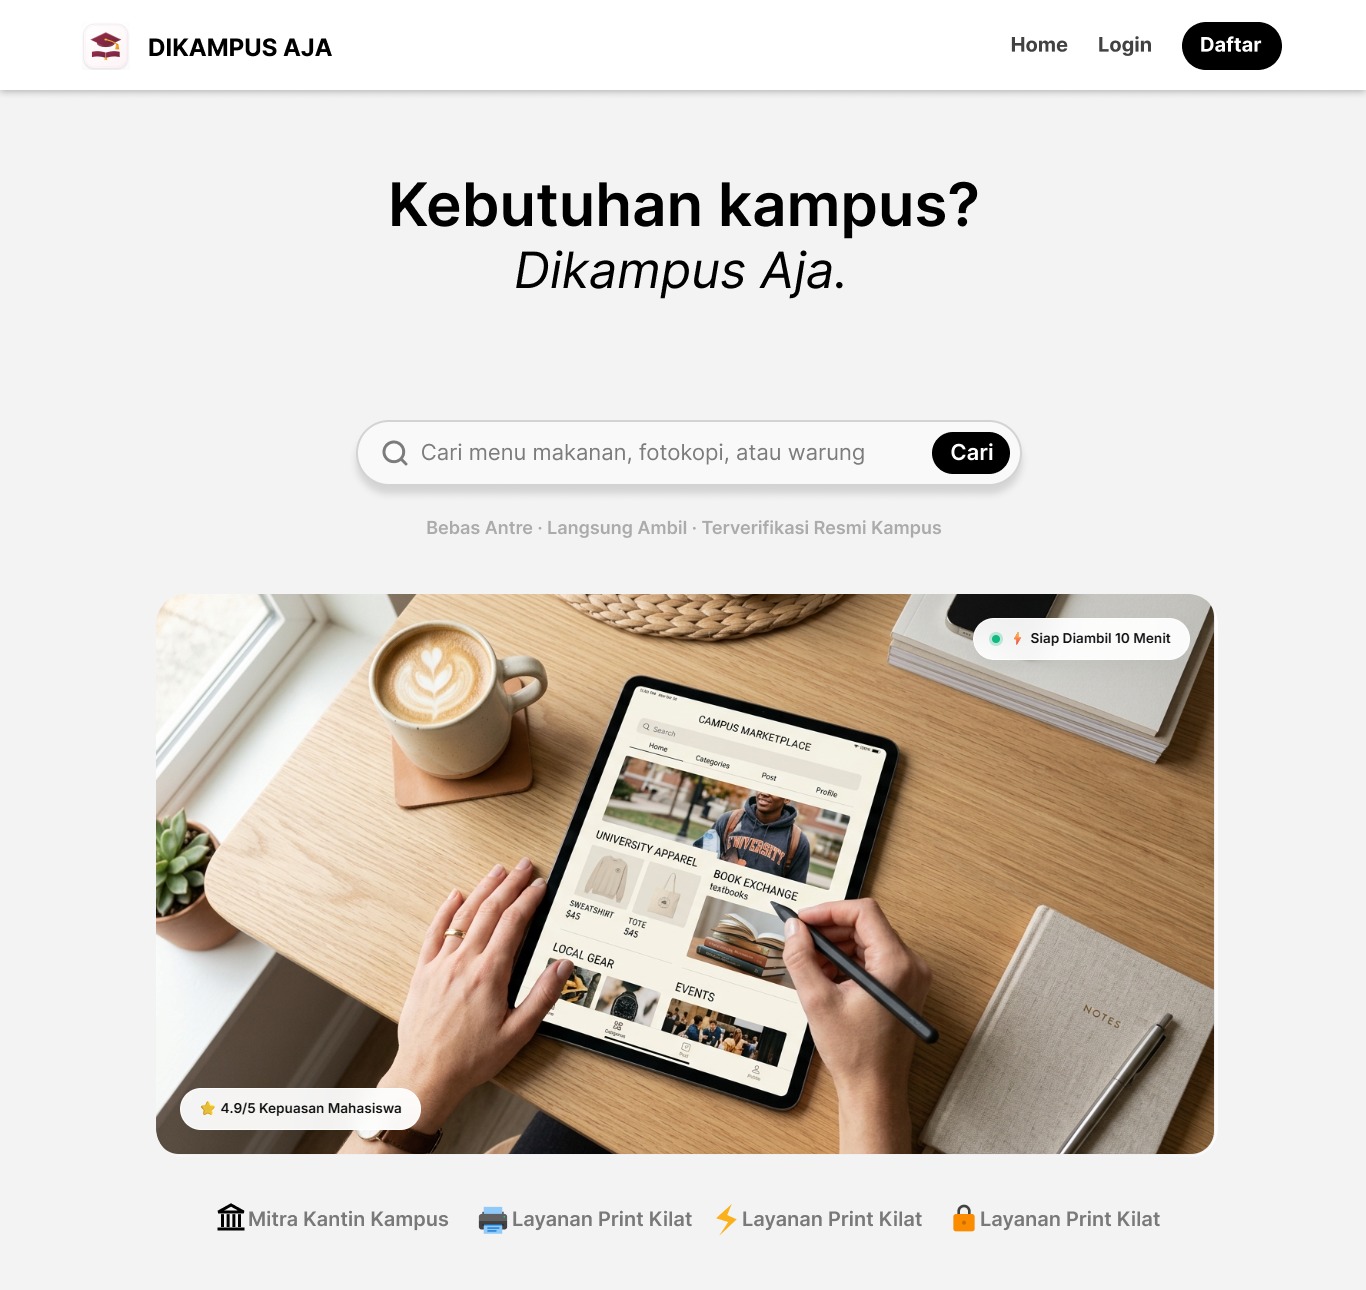 DIKAMPUS AJA
Home
Login
Daftar
Kebutuhan kampus?
Dikampus Aja.
Cari menu makanan, fotokopi, atau warung
Cari
Bebas Antre · Langsung Ambil · Terverifikasi Resmi Kampus
Siap Diambil 10 Menit
CAMPUS MARKETPLACE
Search
Home
Categories
Post
Profile
UNIVERSITY
UNIVERSITY APPAREL
BOOK EXCHANGE
textbooks
SWEATSHIRT
$45
TOTE
545
LOCAL GEAR
EVENTS
Post
NOTES
4.9/5 Kepuasan Mahasiswa
Mitra Kantin Kampus
Layanan Print Kilat
Layanan Print Kilat
Layanan Print Kilat